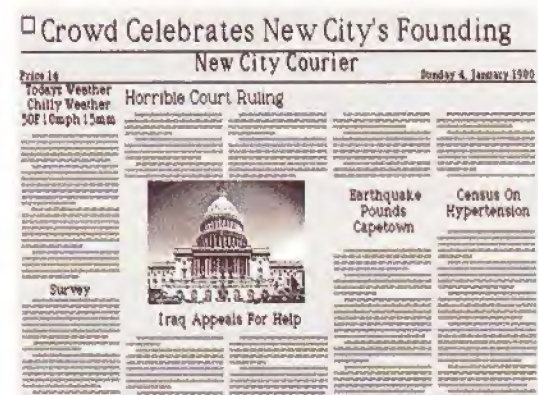 Crowd Celebrates New City's Founding
New City Courier
Price 1¢
Sunday 4, January 1900
Todays Weather
Chilly Weather
50F 10mph 15mm
Horrible Court Ruling
Earthquake
Pounds
Capetown
Census On
Hypertension
Survey
Iraq Appeals For Help